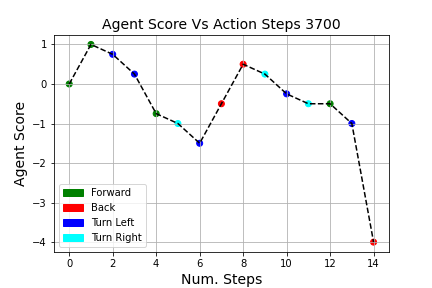 Agent Score Vs Action Steps 3700
Agent Score
1
0
−1
−2
−3
−4
Forward
Back
Turn Left
Turn Right
0 2 4 6 8 10 12 14
Num. Steps